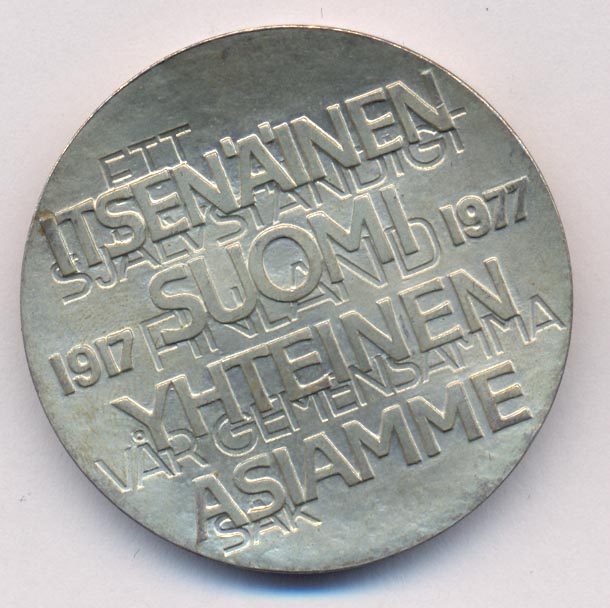 ETT
ITSENÄINEN
SJÄLVSTÄNDIGT
SUOMI 1977
1917 FINLAND
YHTEINEN
VÅR GEMENSAMMA
ASIAMME
SAK